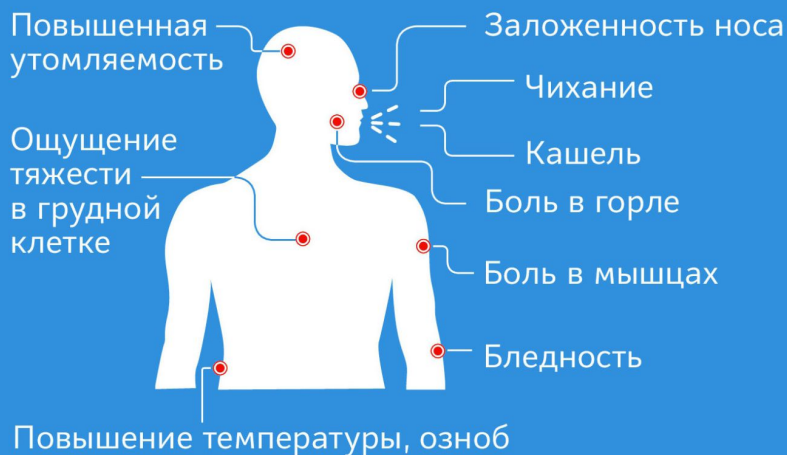 Повышенная
утомляемость
Ощущение
тяжести
в грудной
клетке
Заложенность носа
Чихание
Кашель
Боль в горле
Боль в мышцах
Бледность
Повышение температуры, озноб